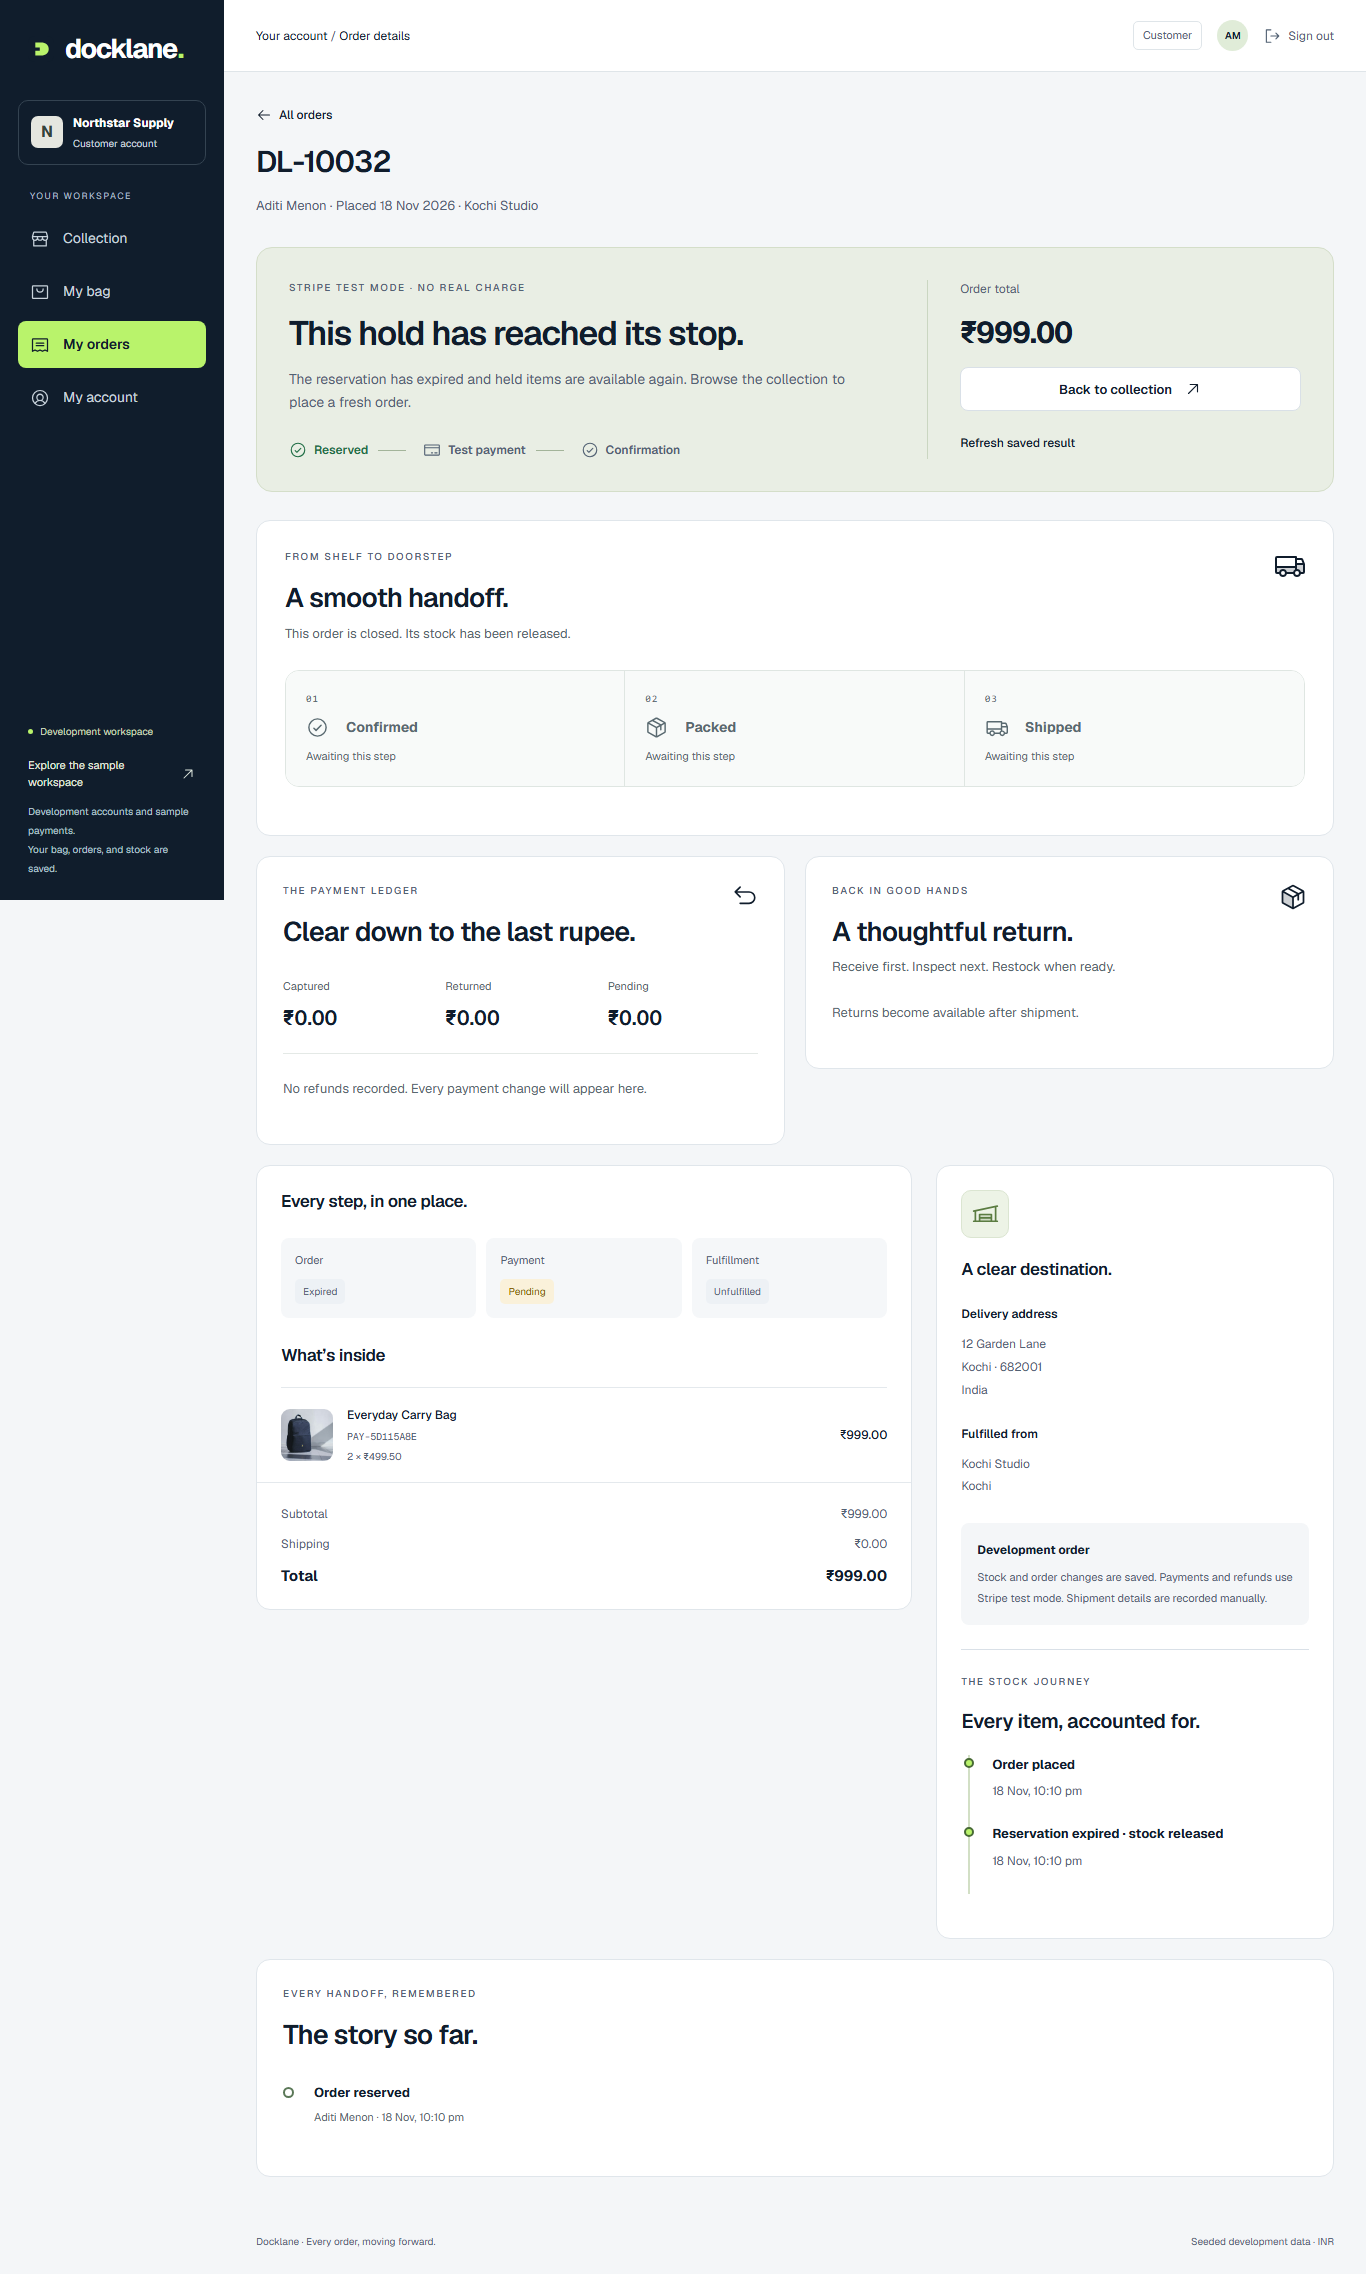 docklane.
N
Northstar Supply
Customer account
YOUR WORKSPACE
Collection
My bag
My orders
My account
Development workspace
Explore the sample
workspace
Development accounts and sample
payments.
Your bag, orders, and stock are
saved.
Your account / Order details
Customer
AM
Sign out
All orders
DL-10032
Aditi Menon · Placed 18 Nov 2026 · Kochi Studio
STRIPE TEST MODE · NO REAL CHARGE
This hold has reached its stop.
The reservation has expired and held items are available again. Browse the collection to
place a fresh order.
Reserved
Test payment
Confirmation
Order total
₹999.00
Back to collection
Refresh saved result
FROM SHELF TO DOORSTEP
A smooth handoff.
This order is closed. Its stock has been released.
01
Confirmed
Awaiting this step
02
Packed
Awaiting this step
03
Shipped
Awaiting this step
THE PAYMENT LEDGER
Clear down to the last rupee.
Captured
₹0.00
Returned
₹0.00
Pending
₹0.00
No refunds recorded. Every payment change will appear here.
BACK IN GOOD HANDS
A thoughtful return.
Receive first. Inspect next. Restock when ready.
Returns become available after shipment.
Every step, in one place.
Order
Expired
Payment
Pending
Fulfillment
Unfulfilled
What's inside
Everyday Carry Bag
PAY-5D115A8E
2 × ₹499.50
₹999.00
Subtotal
₹999.00
Shipping
₹0.00
Total
₹999.00
A clear destination.
Delivery address
12 Garden Lane
Kochi · 682001
India
Fulfilled from
Kochi Studio
Kochi
Development order
Stock and order changes are saved. Payments and refunds use
Stripe test mode. Shipment details are recorded manually.
THE STOCK JOURNEY
Every item, accounted for.
Order placed
18 Nov, 10:10 pm
Reservation expired · stock released
18 Nov, 10:10 pm
EVERY HANDOFF, REMEMBERED
The story so far.
Order reserved
Aditi Menon · 18 Nov, 10:10 pm
Docklane · Every order, moving forward.
Seeded development data · INR